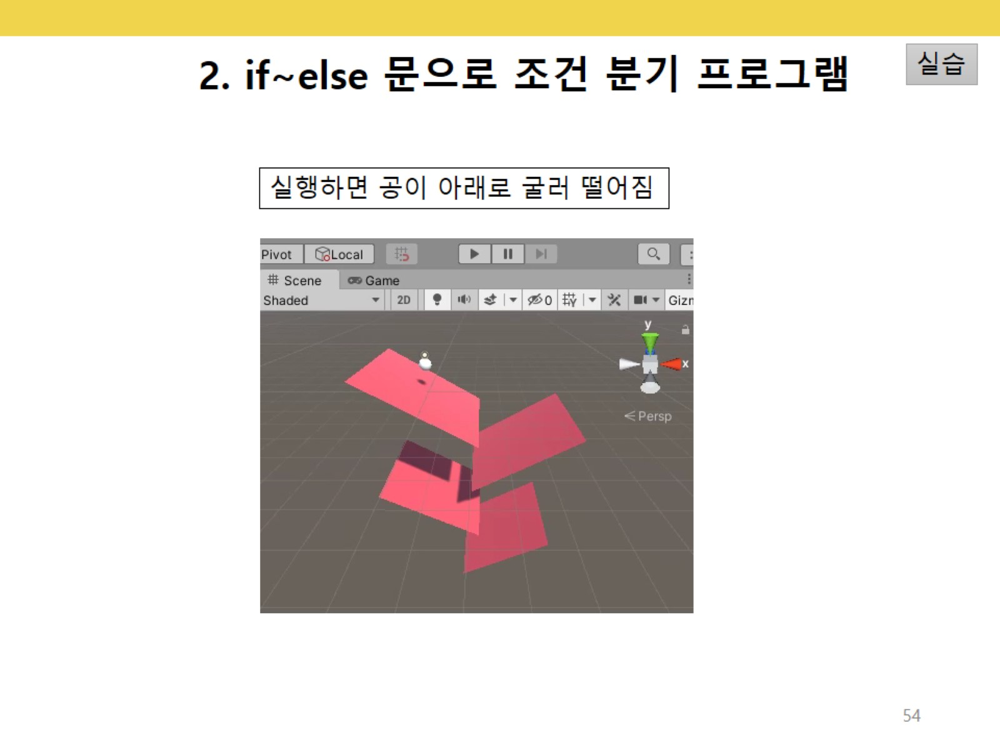 2. if~else 문으로 조건 분기 프로그램
실습
실행하면 공이 아래로 굴러 떨어짐
Pivot Local
Scene Game
Shaded 2D 0 Gizm
y
x
Persp
54